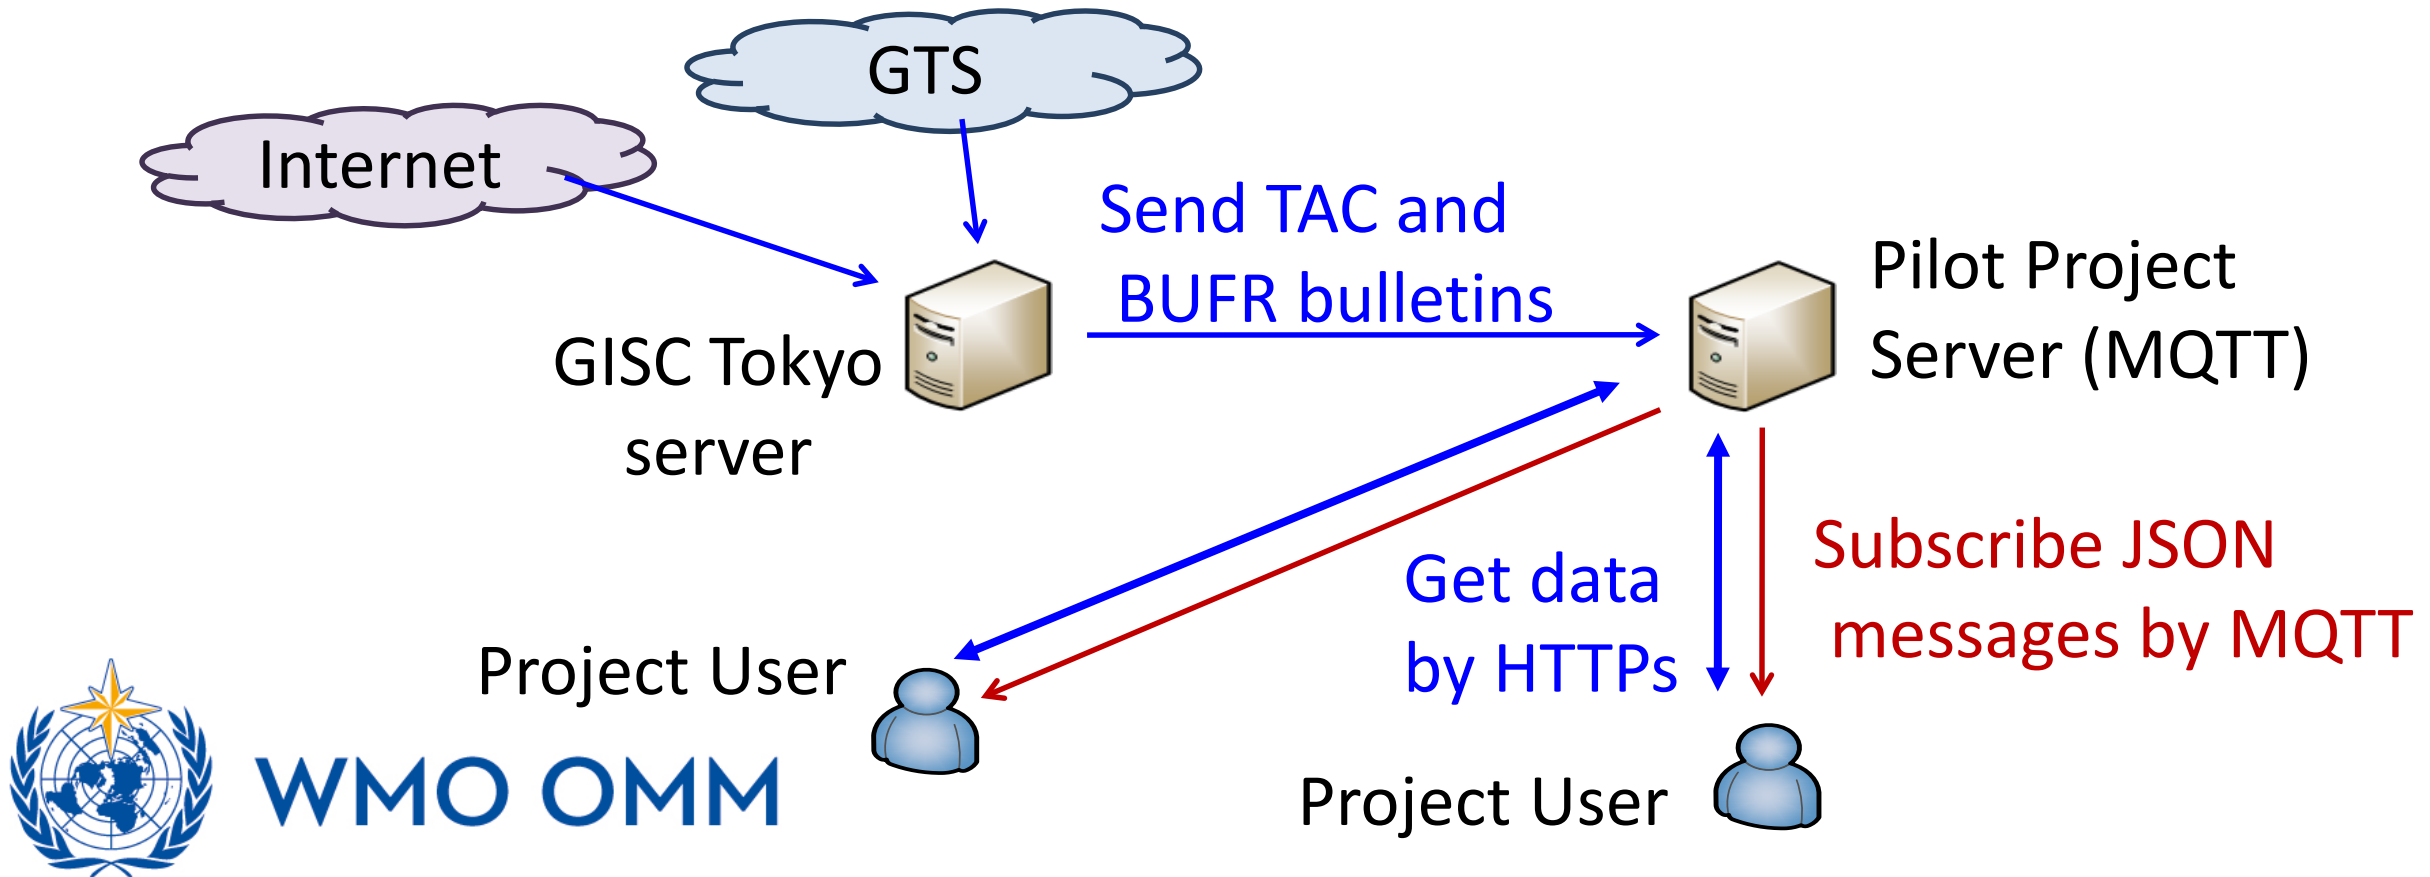 GTS
Internet
Send TAC and
BUFR bulletins
Pilot Project
Server (MQTT)
GISC Tokyo
server
Subscribe JSON
messages by MQTT
Get data
by HTTPs
Project User
Project User
WMO OMM